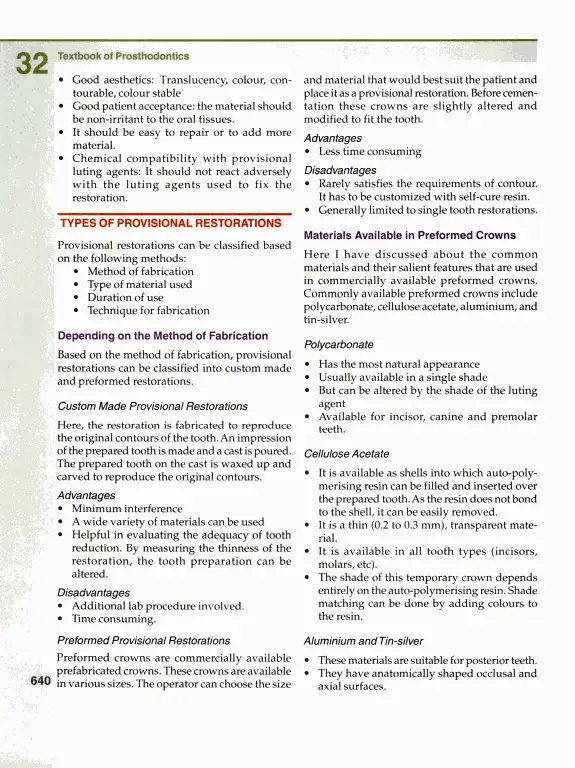 32
Textbook of Prosthodontics
• Good aesthetics: Translucency, colour, con-
tourable, colour stable
• Good patient acceptance: the material should
be non-irritant to the oral tissues.
• It should be easy to repair or to add more
material.
• Chemical compatibility with provisional
luting agents: It should not react adversely
with the luting agents used to fix the
restoration.
TYPES OF PROVISIONAL RESTORATIONS
Provisional restorations can be classified based
on the following methods:
• Method of fabrication
• Type of material used
• Duration of use
• Technique for fabrication
Depending on the Method of Fabrication
Based on the method of fabrication, provisional
restorations can be classified into custom made
and preformed restorations.
Custom Made Provisional Restorations
Here, the restoration is fabricated to reproduce
the original contours of the tooth. An impression
of the prepared tooth is made and a cast is poured.
The prepared tooth on the cast is waxed up and
carved to reproduce the original contours.
Advantages
• Minimum interference
• A wide variety of materials can be used
• Helpful in evaluating the adequacy of tooth
reduction. By measuring the thinness of the
restoration, the tooth preparation can be
altered.
Disadvantages
• Additional lab procedure involved.
• Time consuming.
Preformed Provisional Restorations
Preformed crowns are commercially available
prefabricated crowns. These crowns are available
in various sizes. The operator can choose the size
640
and material that would best suit the patient and
place it as a provisional restoration. Before cemen-
tation these crowns are slightly altered and
modified to fit the tooth.
Advantages
• Less time consuming
Disadvantages
• Rarely satisfies the requirements of contour.
It has to be customized with self-cure resin.
• Generally limited to single tooth restorations.
Materials Available in Preformed Crowns
Here I have discussed about the common
materials and their salient features that are used
in commercially available preformed crowns.
Commonly available preformed crowns include
polycarbonate, cellulose acetate, aluminium, and
tin-silver.
Polycarbonate
• Has the most natural appearance
• Usually available in a single shade
• But can be altered by the shade of the luting
agent
• Available for incisor, canine and premolar
teeth.
Cellulose Acetate
• It is available as shells into which auto-poly-
merising resin can be filled and inserted over
the prepared tooth. As the resin does not bond
to the shell, it can be easily removed.
• It is a thin (0.2 to 0.3 mm), transparent mate-
rial.
• It is available in all tooth types (incisors,
molars, etc).
• The shade of this temporary crown depends
entirely on the auto-polymerising resin. Shade
matching can be done by adding colours to
the resin.
Aluminium and Tin-silver
• These materials are suitable for posterior teeth.
• They have anatomically shaped occlusal and
axial surfaces.